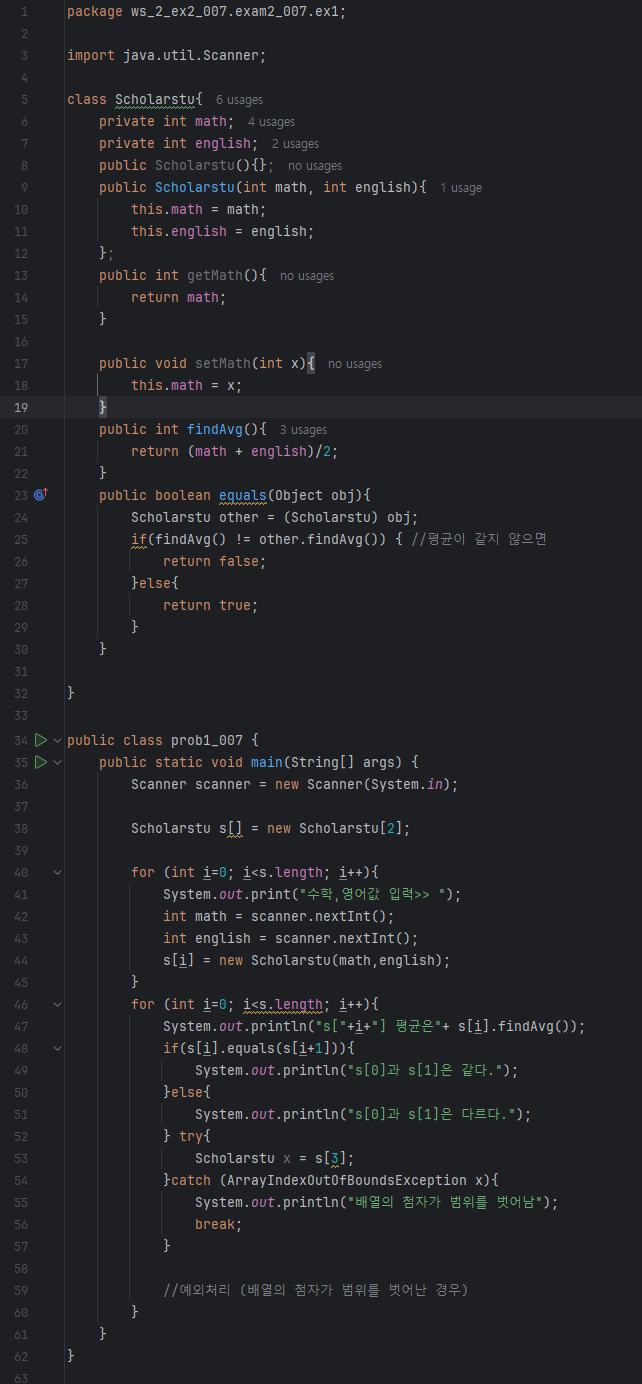 1 package ws_2_ex2_007.exam2_007.ex1;
2
3 import java.util.Scanner;
4
5 class Scholarstu{ 6 usages
6 private int math; 4 usages
7 private int english; 2 usages
8 public Scholarstu(){}; no usages
9 public Scholarstu(int math, int english){ 1 usage
10 this.math = math;
11 this.english = english;
12 };
13 public int getMath(){ no usages
14 return math;
15 }
16
17 public void setMath(int x){ no usages
18 this.math = x;
19 }
20 public int findAvg(){ 3 usages
21 return (math + english)/2;
22 }
23 public boolean equals(Object obj){
24 Scholarstu other = (Scholarstu) obj;
25 if(findAvg() != other.findAvg()) { //평균이 같지 않으면
26 return false;
27 }else{
28 return true;
29 }
30 }
31
32 }
33
34 public class prob1_007 {
35 public static void main(String[] args) {
36 Scanner scanner = new Scanner(System.in);
37
38 Scholarstu s[] = new Scholarstu[2];
39
40 for (int i=0; i<s.length; i++){
41 System.out.print("수학,영어값 입력>> ");
42 int math = scanner.nextInt();
43 int english = scanner.nextInt();
44 s[i] = new Scholarstu(math,english);
45 }
46 for (int i=0; i<s.length; i++){
47 System.out.println("s["+i+"] 평균은"+ s[i].findAvg());
48 if(s[i].equals(s[i+1])){
49 System.out.println("s[0]과 s[1]은 같다.");
50 }else{
51 System.out.println("s[0]과 s[1]은 다르다.");
52 } try{
53 Scholarstu x = s[3];
54 }catch (ArrayIndexOutOfBoundsException x){
55 System.out.println("배열의 첨자가 범위를 벗어남");
56 break;
57 }
58
59 //예외처리 (배열의 첨자가 범위를 벗어난 경우)
60 }
61 }
62 }
63